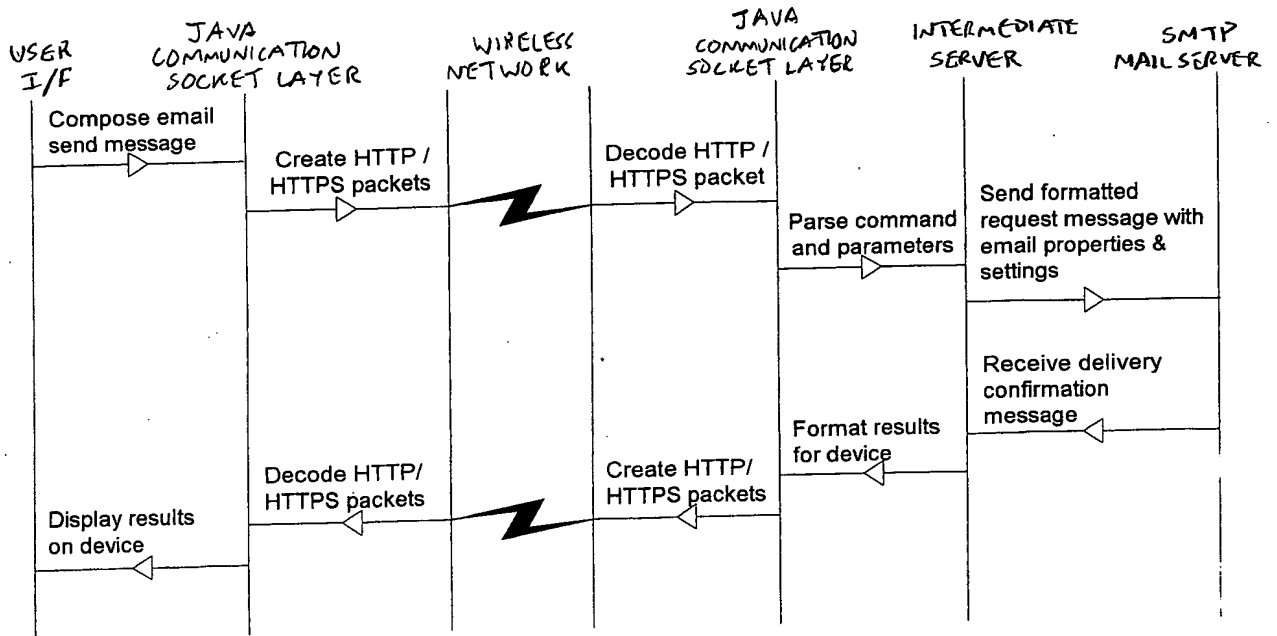 USER
I/F
JAVA
COMMUNICATION
SOCKET LAYER
WIRELESS
NETWORK
JAVA
COMMUNICATION
SOCKET LAYER
INTERMEDIATE
SERVER
SMTP
MAIL SERVER
Compose email
send message
Create HTTP /
HTTPS packets
Decode HTTP /
HTTPS packet
Parse command
and parameters
Send formatted
request message with
email properties &
settings
Receive delivery
confirmation
message
Format results
for device
Create HTTP/
HTTPS packets
Decode HTTP/
HTTPS packets
Display results
on device